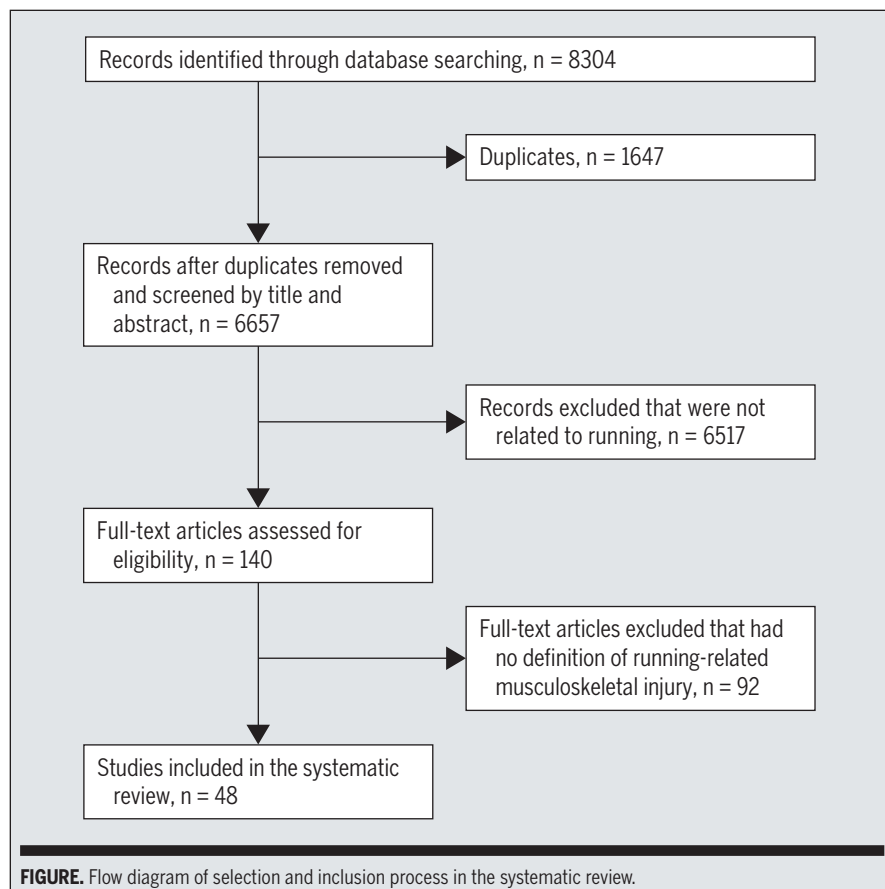 Records identified through database searching, n = 8304
Duplicates, n = 1647
Records after duplicates removed
and screened by title and
abstract, n = 6657
Records excluded that were not
related to running, n = 6517
Full-text articles assessed for
eligibility, n = 140
Full-text articles excluded that had
no definition of running-related
musculoskeletal injury, n = 92
Studies included in the systematic
review, n = 48
FIGURE. Flow diagram of selection and inclusion process in the systematic review.